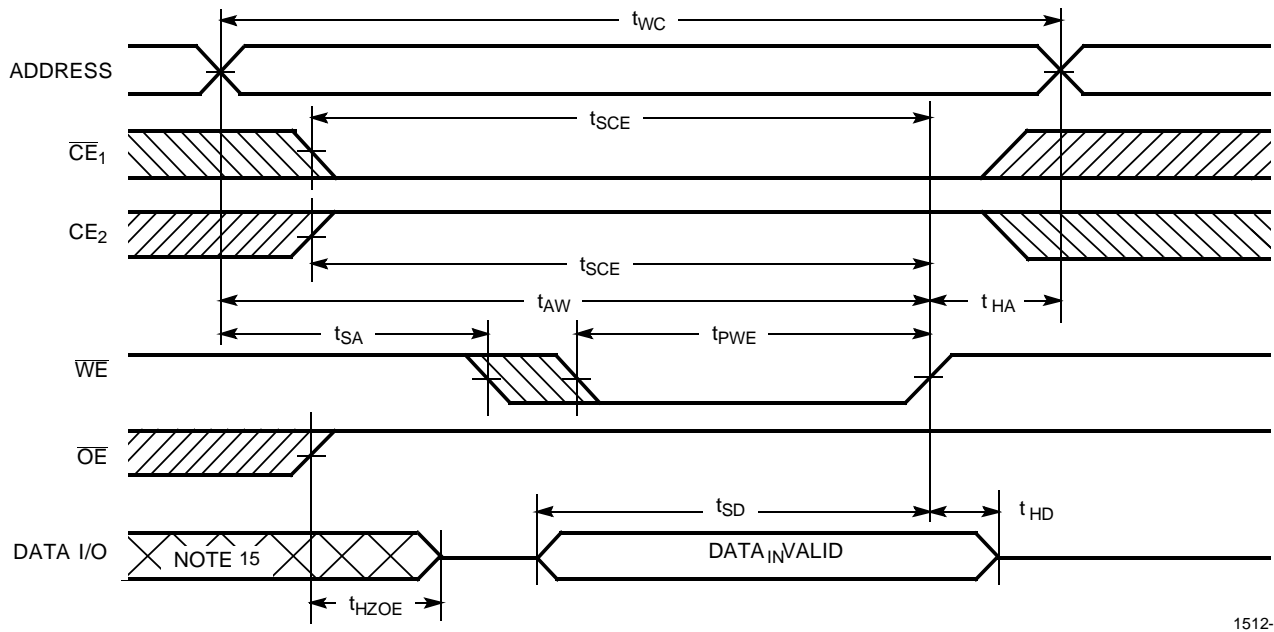 tWC
ADDRESS
tSCE
CE1
CE2
tSCE
tAW
tHA
tSA
tPWE
WE
OE
tSD
tHD
DATA I/O
NOTE 15
DATAINVALID
tHZOE
1512-